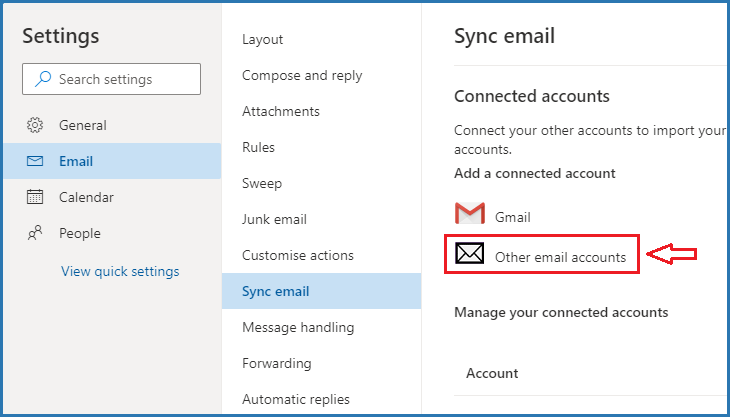 Settings
Search settings
General
Email
Calendar
People
View quick settings
Layout
Compose and reply
Attachments
Rules
Sweep
Junk email
Customise actions
Sync email
Message handling
Forwarding
Automatic replies
Sync email
Connected accounts
Connect your other accounts to import your
accounts.
Add a connected account
Gmail
Other email accounts
Manage your connected accounts
Account